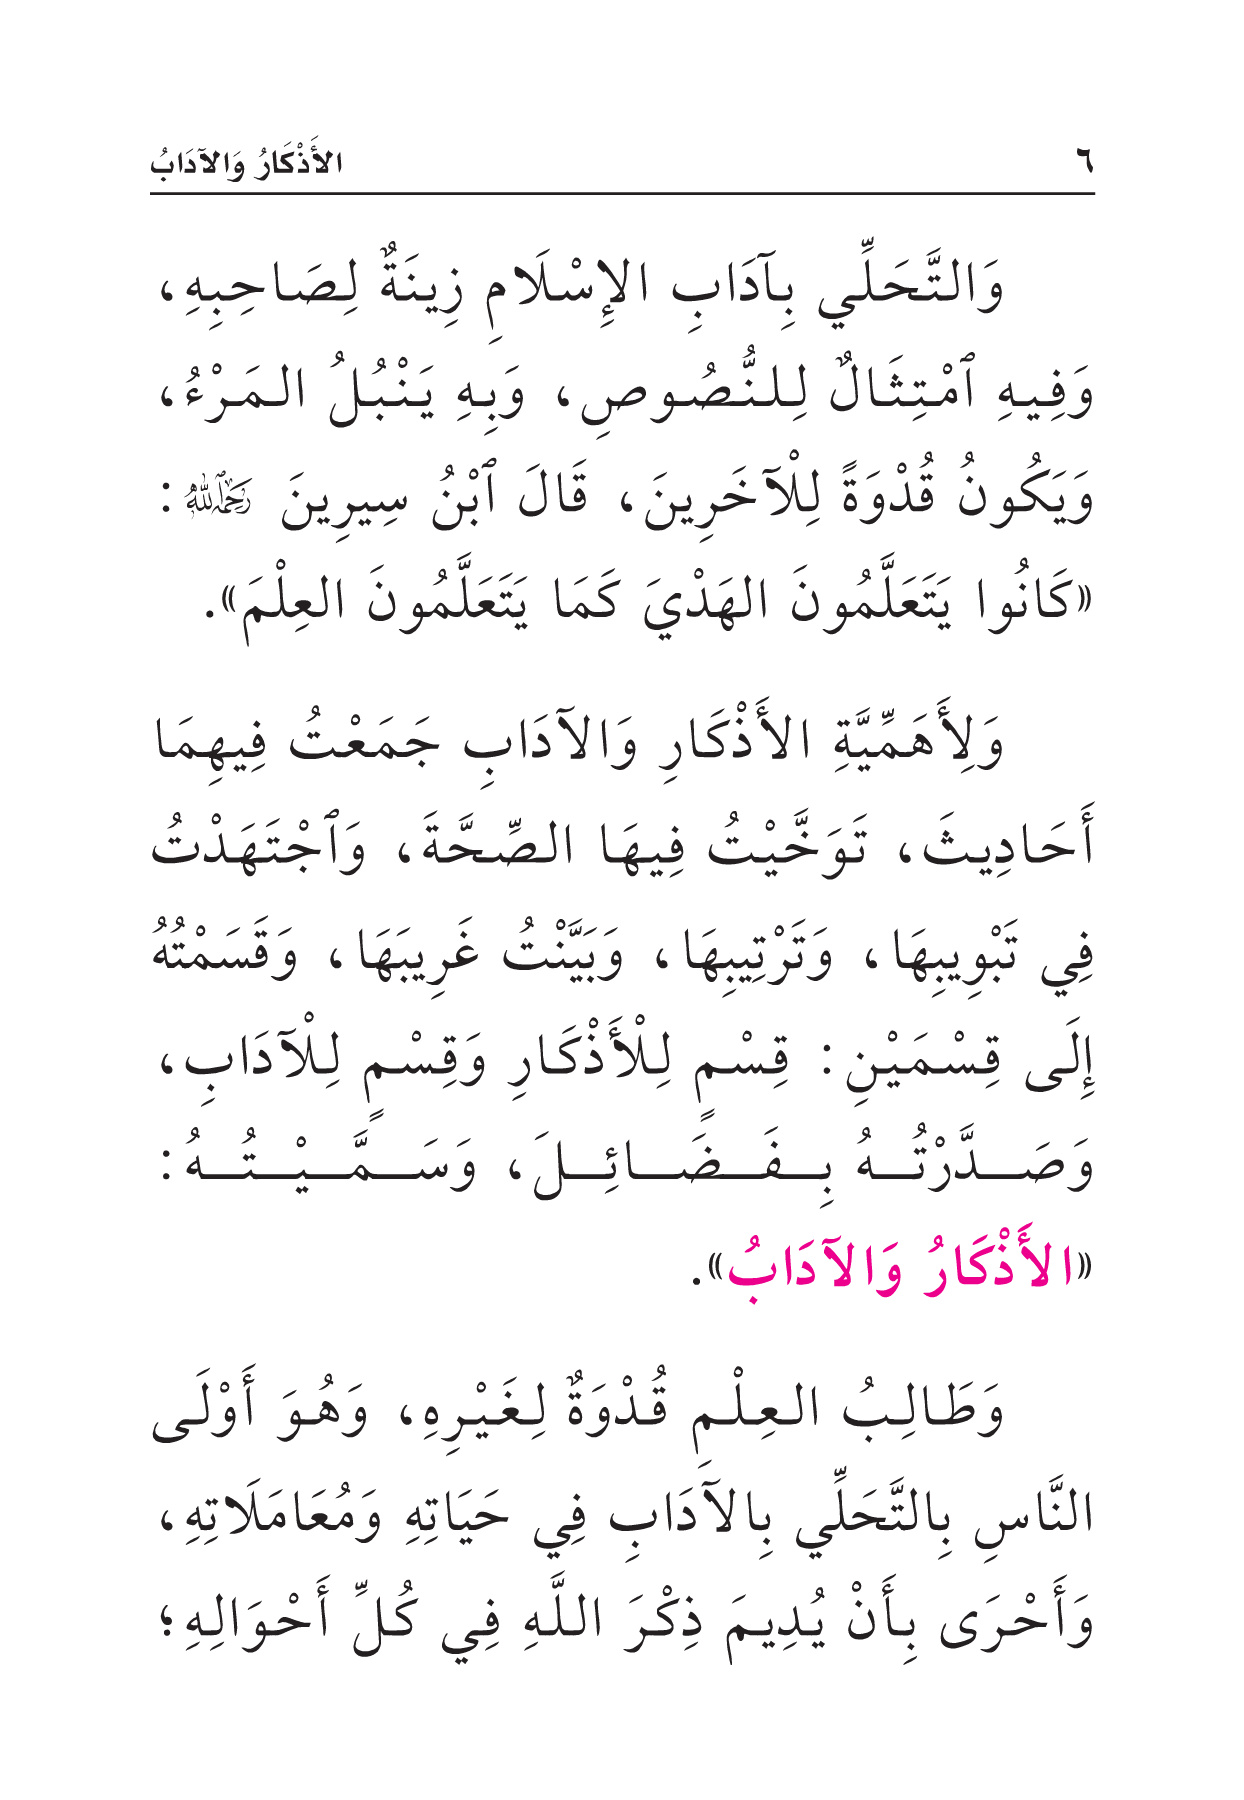 ٦ الأَذْكَارُ وَالآدَابُ
وَالتَّحَلِّي بِآدَابِ الإِسْلَامِ زِينَةٌ لِصَاحِبِهِ،
وَفِيهِ ٱمْتِثَالٌ لِلنُّصُوصِ، وَبِهِ يَنْبُلُ المَرْءُ،
وَيَكُونُ قُدْوَةً لِلْآخَرِينَ، قَالَ ٱبْنُ سِيرِينَ رَحِمَهُ ٱللَّهُ:
«كَانُوا يَتَعَلَّمُونَ الهَدْيَ كَمَا يَتَعَلَّمُونَ العِلْمَ».
وَلِأَهَمِّيَّةِ الأَذْكَارِ وَالآدَابِ جَمَعْتُ فِيهِمَا
أَحَادِيثَ، تَوَخَّيْتُ فِيهَا الصِّحَّةَ، وَٱجْتَهَدْتُ
فِي تَبْوِيبِهَا، وَتَرْتِيبِهَا، وَبَيَّنْتُ غَرِيبَهَا، وَقَسَمْتُهُ
إِلَى قِسْمَيْنِ: قِسْمٍ لِلْأَذْكَارِ وَقِسْمٍ لِلْآدَابِ،
وَصَدَّرْتُهُ بِفَضَائِلَ، وَسَمَّيْتُهُ:
«الأَذْكَارُ وَالآدَابُ».
وَطَالِبُ العِلْمِ قُدْوَةٌ لِغَيْرِهِ، وَهُوَ أَوْلَى
النَّاسِ بِالتَّحَلِّي بِالآدَابِ فِي حَيَاتِهِ وَمُعَامَلَاتِهِ،
وَأَحْرَى بِأَنْ يُدِيمَ ذِكْرَ اللَّهِ فِي كُلِّ أَحْوَالِهِ؛